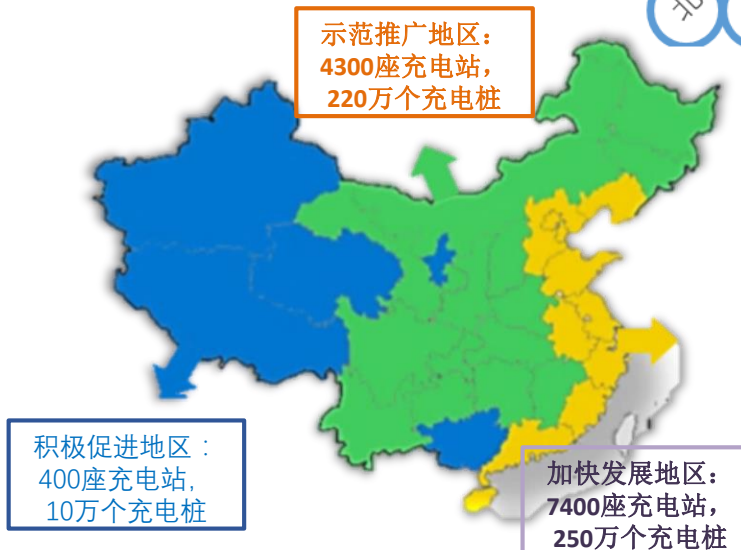 示范推广地区：
4300座充电站，
220万个充电桩
积极促进地区：
400座充电站,
10万个充电桩
加快发展地区：
7400座充电站，
250万个充电桩